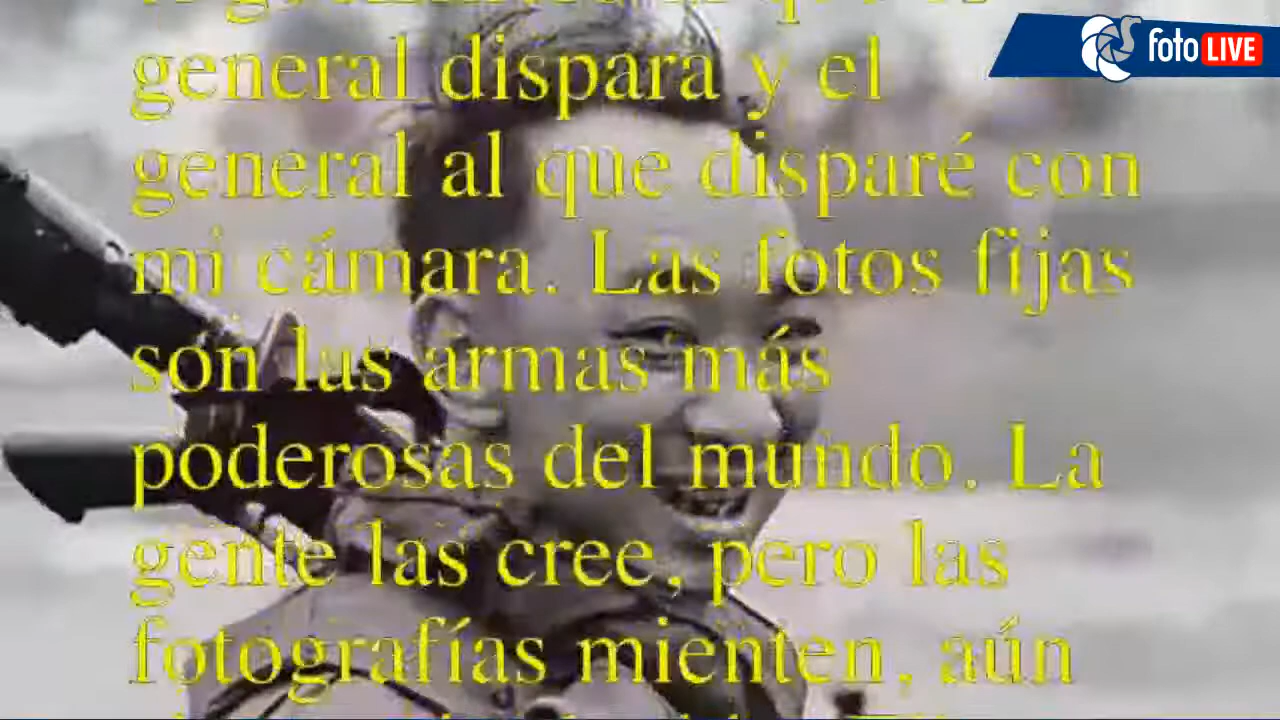 general dispara y el
general al que disparé con
mi cámara. Las fotos fijas
son las armas más
poderosas del mundo. La
gente las cree, pero las
fotografías mienten, aún
foto LIVE